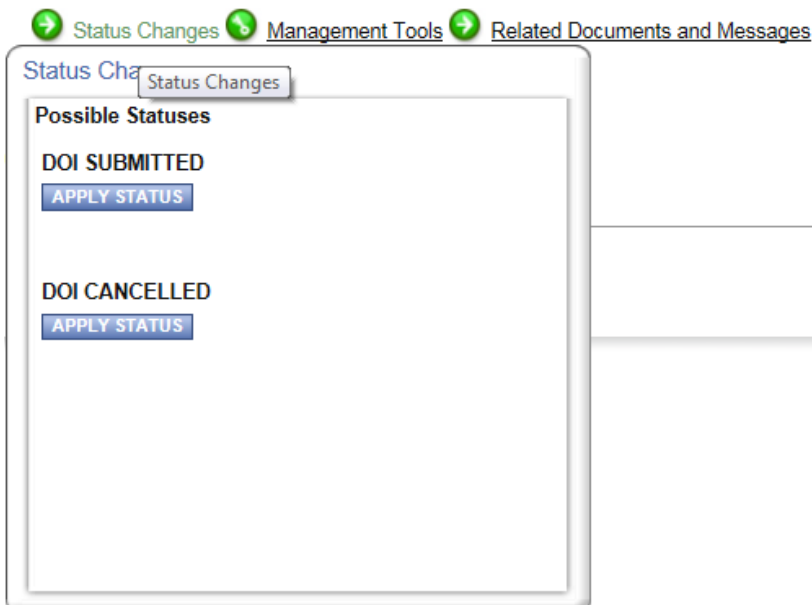 Status Changes Management Tools Related Documents and Messages
Status Cha
Status Changes
Possible Statuses
DOI SUBMITTED
APPLY STATUS
DOI CANCELLED
APPLY STATUS